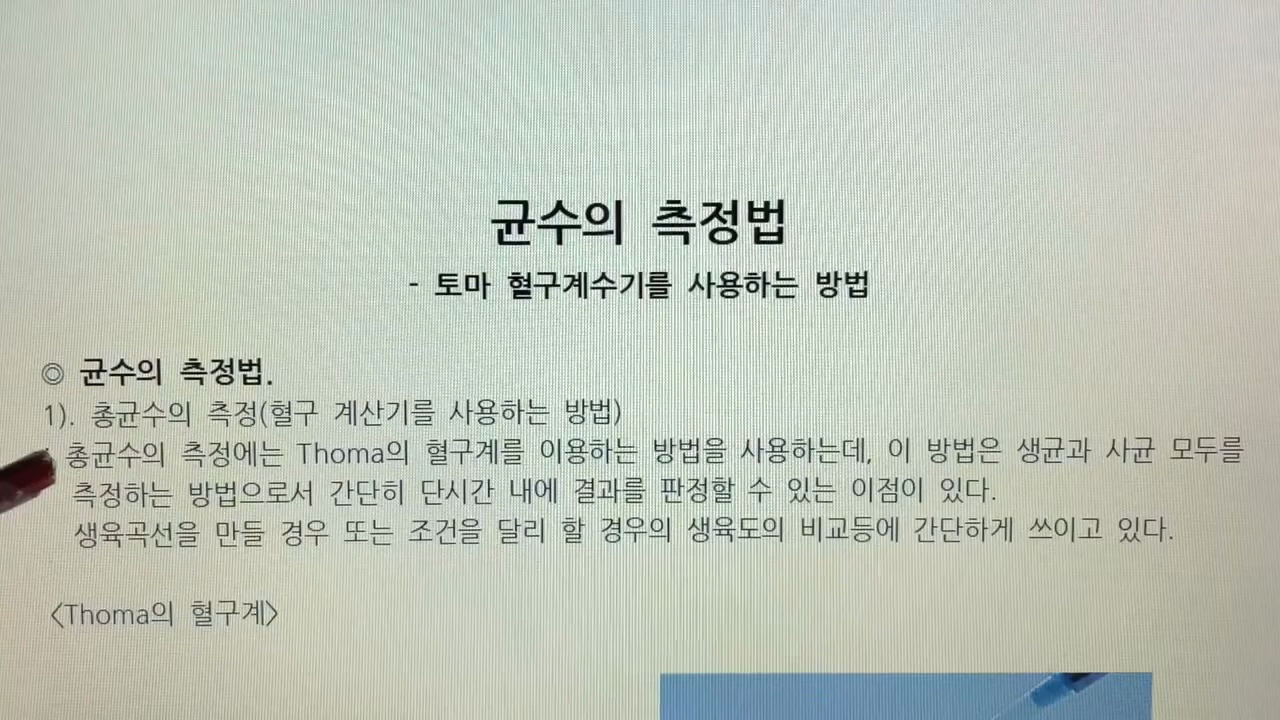 균수의 측정법
- 토마 혈구계수기를 사용하는 방법
◎ 균수의 측정법.
1). 총균수의 측정(혈구 계산기를 사용하는 방법)
총균수의 측정에는 Thoma의 혈구계를 이용하는 방법을 사용하는데, 이 방법은 생균과 사균 모두를
측정하는 방법으로서 간단히 단시간 내에 결과를 판정할 수 있는 이점이 있다.
생육곡선을 만들 경우 또는 조건을 달리 할 경우의 생육도의 비교등에 간단하게 쓰이고 있다.
〈Thoma의 혈구계〉